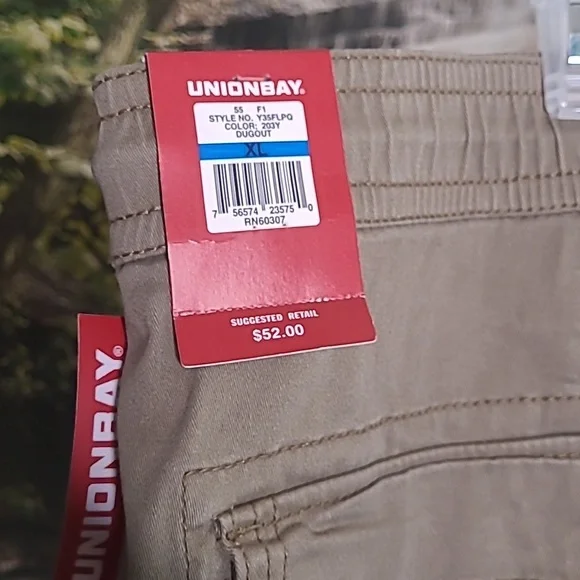 UNIONBAY®
55 F1
STYLE NO. Y35FLPQ
COLOR: 203Y
DUGOUT
XL
7 56574 23575 0
RN60307
SUGGESTED RETAIL
$52.00
UNIONBAY®